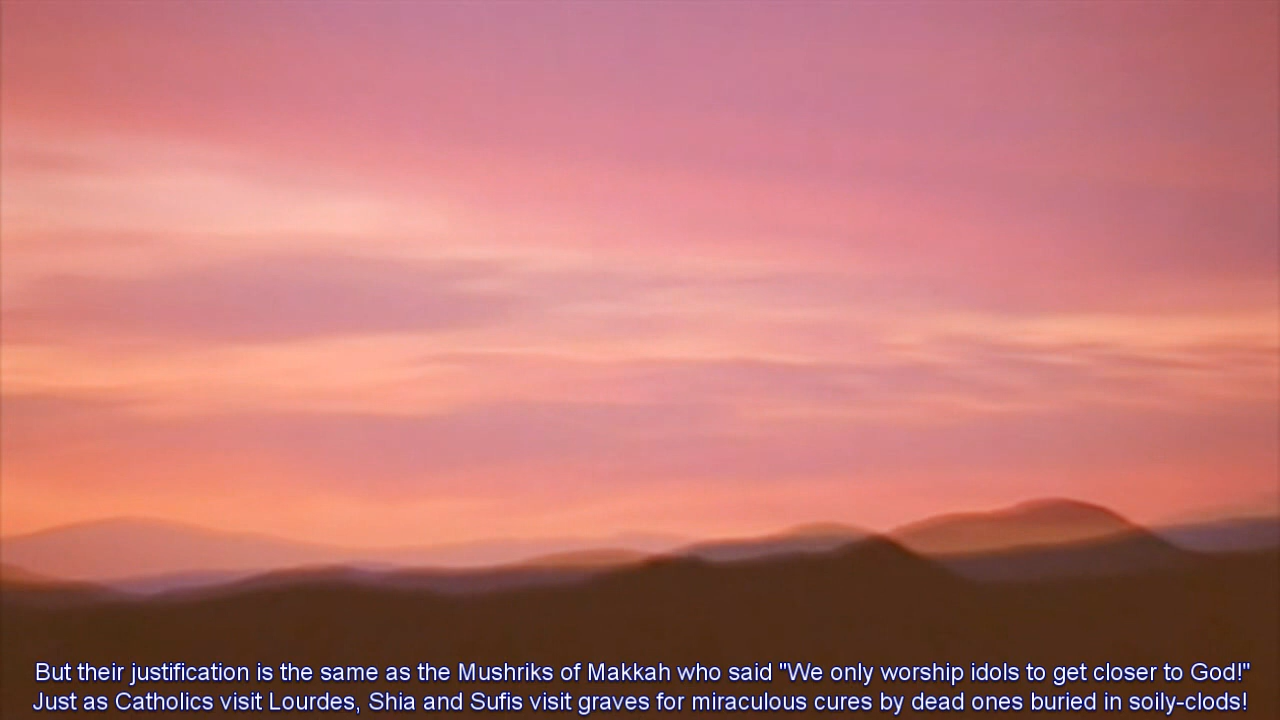 But their justification is the same as the Mushriks of Makkah who said "We only worship idols to get closer to God!"
Just as Catholics visit Lourdes, Shia and Sufis visit graves for miraculous cures by dead ones buried in soily-clods!